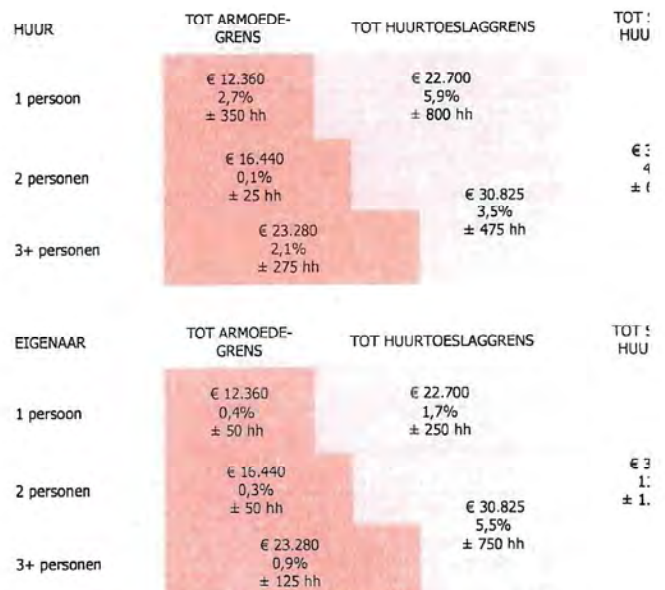 HUUR
TOT ARMOEDE-
GRENS
TOT HUURTOESLAGGRENS
TOT
1 persoon
€ 12.360
2,7%
± 350 hh
€ 22.700
5,9%
± 800 hh
2 personen
€ 16.440
0,1%
± 25 hh
€ 30.825
3,5%
± 475 hh
3+ personen
€ 23.280
2,1%
± 275 hh
EIGENAAR
TOT ARMOEDE-
GRENS
TOT HUURTOESLAGGRENS
TOT
1 persoon
€ 12.360
0,4%
± 50 hh
€ 22.700
1,7%
± 250 hh
2 personen
€ 16.440
0,3%
± 50 hh
€ 30.825
5,5%
± 750 hh
3+ personen
€ 23.280
0,9%
± 125 hh